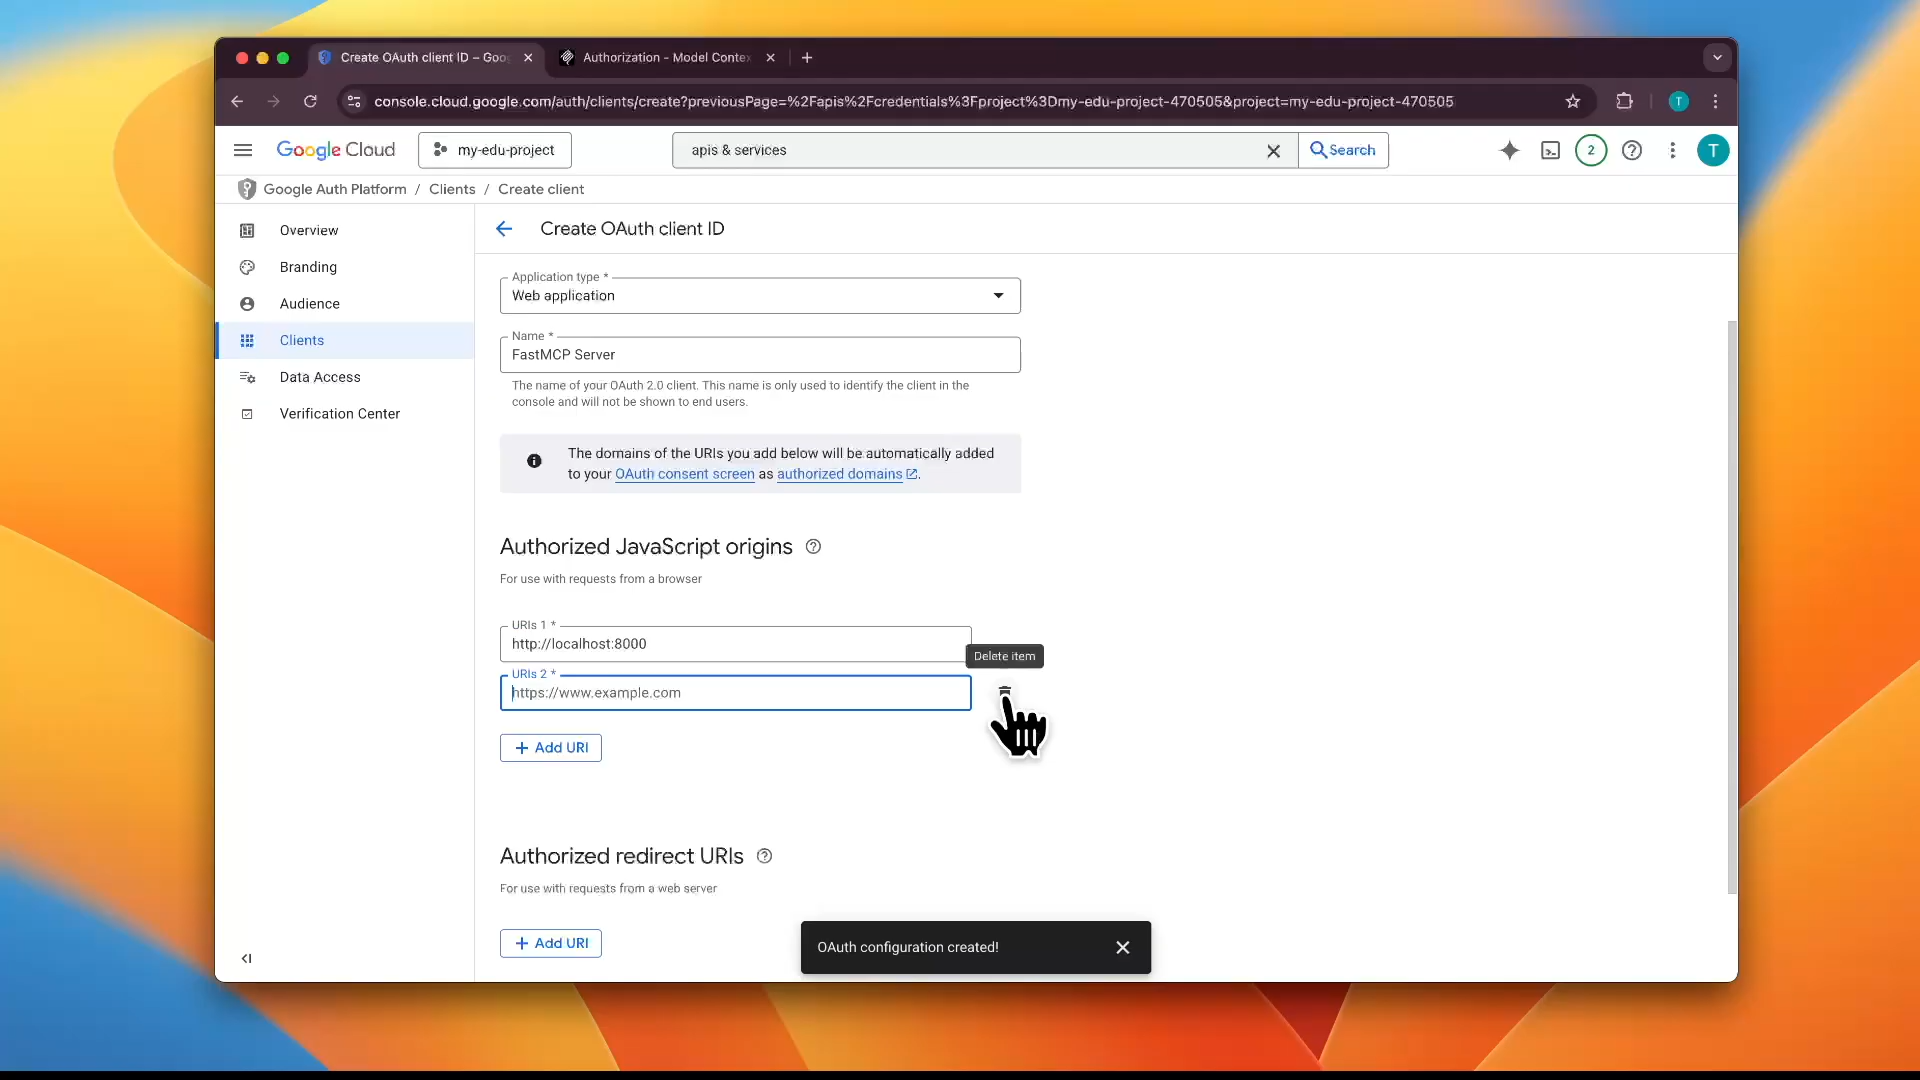 Create OAuth client ID – Goog
Authorization - Model Contex
console.cloud.google.com/auth/clients/create?previousPage=%2Fapis%2Fcredentials%3Fproject%3Dmy-edu-project-470505&project=my-edu-project-470505
T
Google Cloud
my-edu-project
apis & services
Search
2
T
Google Auth Platform / Clients / Create client
Overview
Branding
Audience
Clients
Data Access
Verification Center
Create OAuth client ID
Application type *
Web application
Name *
FastMCP Server
The name of your OAuth 2.0 client. This name is only used to identify the client in the
console and will not be shown to end users.
The domains of the URIs you add below will be automatically added
to your OAuth consent screen as authorized domains.
Authorized JavaScript origins
For use with requests from a browser
URIs 1 *
http://localhost:8000
Delete item
URIs 2 *
https://www.example.com
+ Add URI
Authorized redirect URIs
For use with requests from a web server
+ Add URI
OAuth configuration created!